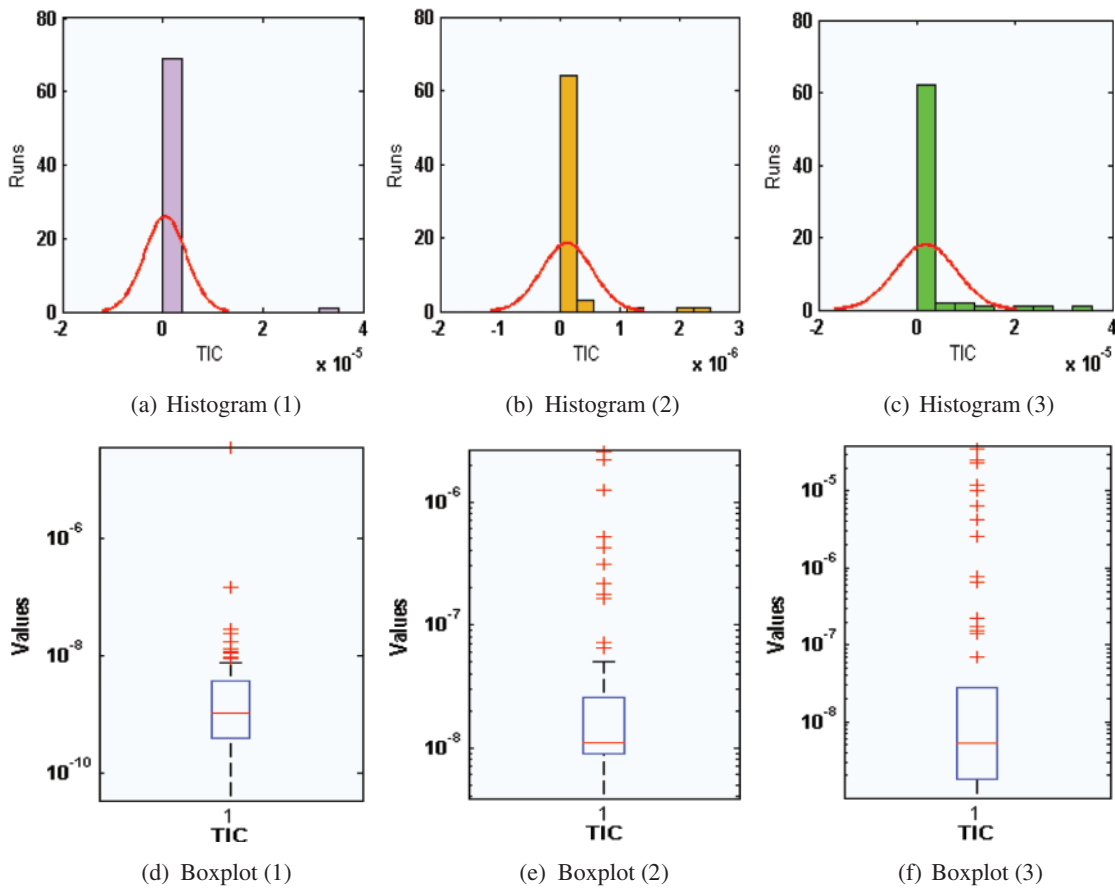 80
60
40
20
0
Runs
-2
0
2
4
TIC
x 10^-5
(a) Histogram (1)
80
60
40
20
0
Runs
-2
-1
0
1
2
3
TIC
x 10^-6
(b) Histogram (2)
80
60
40
20
0
Runs
-2
0
2
4
TIC
x 10^-5
(c) Histogram (3)
10^-6
10^-8
10^-10
Values
1
TIC
(d) Boxplot (1)
10^-6
10^-7
10^-8
Values
1
TIC
(e) Boxplot (2)
10^-5
10^-6
10^-7
10^-8
Values
1
TIC
(f) Boxplot (3)